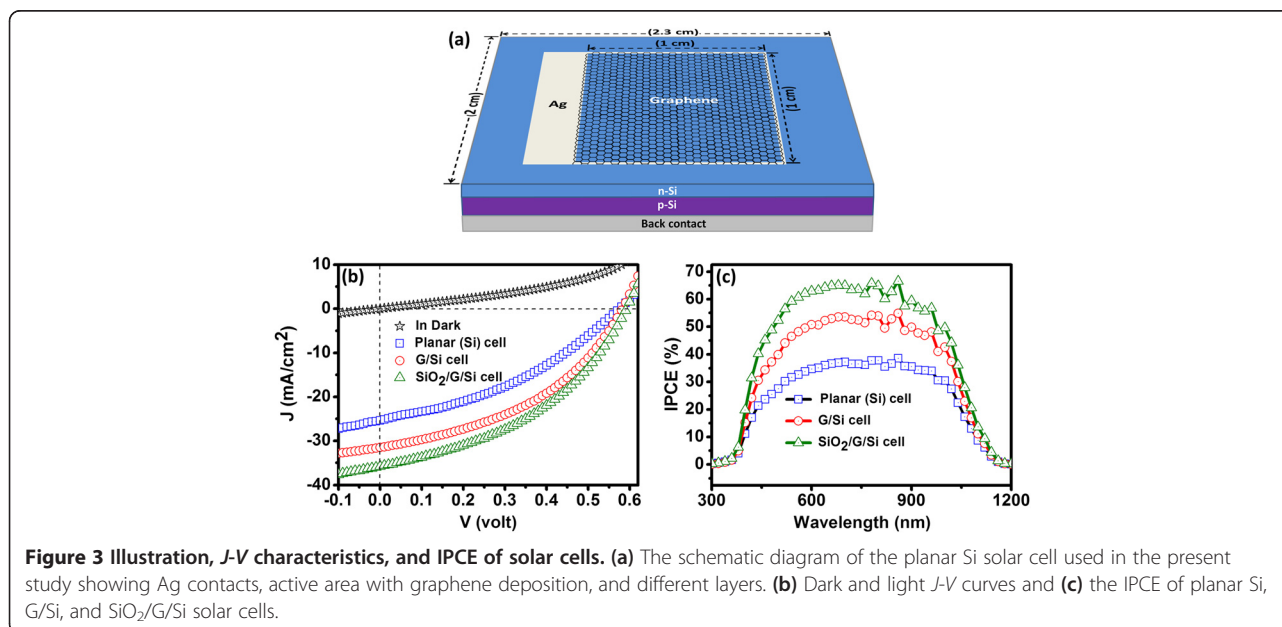 (a)
(2.3 cm)
(1 cm)
(2 cm)
Ag
Graphene
(1 cm)
n-Si
p-Si
Back contact
(b)
10
0
-10
-20
-30
-40
J (mA/cm²)
In Dark
Planar (Si) cell
G/Si cell
SiO₂/G/Si cell
-0.1 0.0 0.1 0.2 0.3 0.4 0.5 0.6
V (volt)
(c)
70
60
50
40
30
20
10
0
IPCE (%)
Planar (Si) cell
G/Si cell
SiO₂/G/Si cell
300 600 900 1200
Wavelength (nm)
Figure 3 Illustration, J-V characteristics, and IPCE of solar cells. (a) The schematic diagram of the planar Si solar cell used in the present
study showing Ag contacts, active area with graphene deposition, and different layers. (b) Dark and light J-V curves and (c) the IPCE of planar Si,
G/Si, and SiO₂/G/Si solar cells.